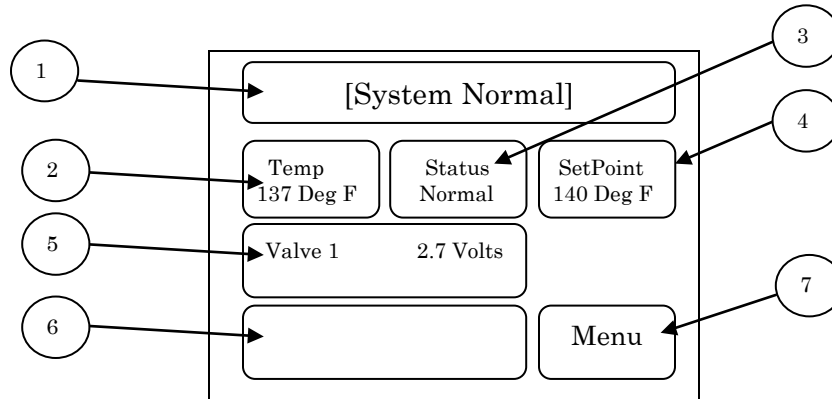 3
1
[System Normal]
4
2
Temp
137 Deg F
Status
Normal
SetPoint
140 Deg F
5
Valve 1 2.7 Volts
7
6
Menu